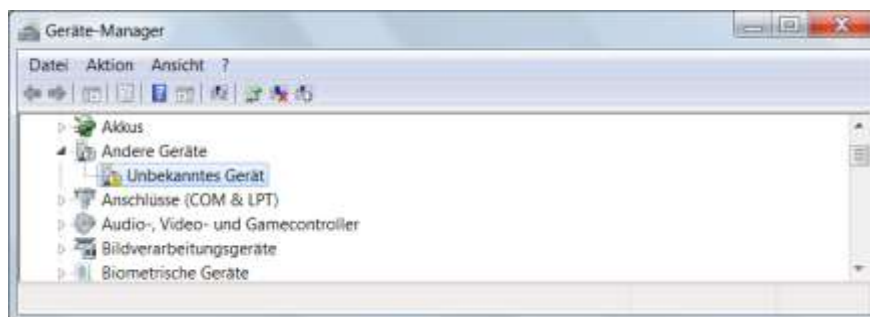 Geräte-Manager
Datei Aktion Ansicht ?
Akkus
Andere Geräte
Unbekanntes Gerät
Anschlüsse (COM & LPT)
Audio-, Video- und Gamecontroller
Bildverarbeitungsgeräte
Biometrische Geräte